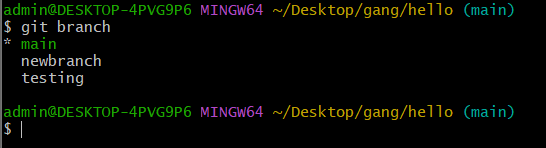 admin@DESKTOP-4PVG9P6 MINGW64 ~/Desktop/gang/hello (main)
$ git branch
* main
  newbranch
  testing

admin@DESKTOP-4PVG9P6 MINGW64 ~/Desktop/gang/hello (main)
$